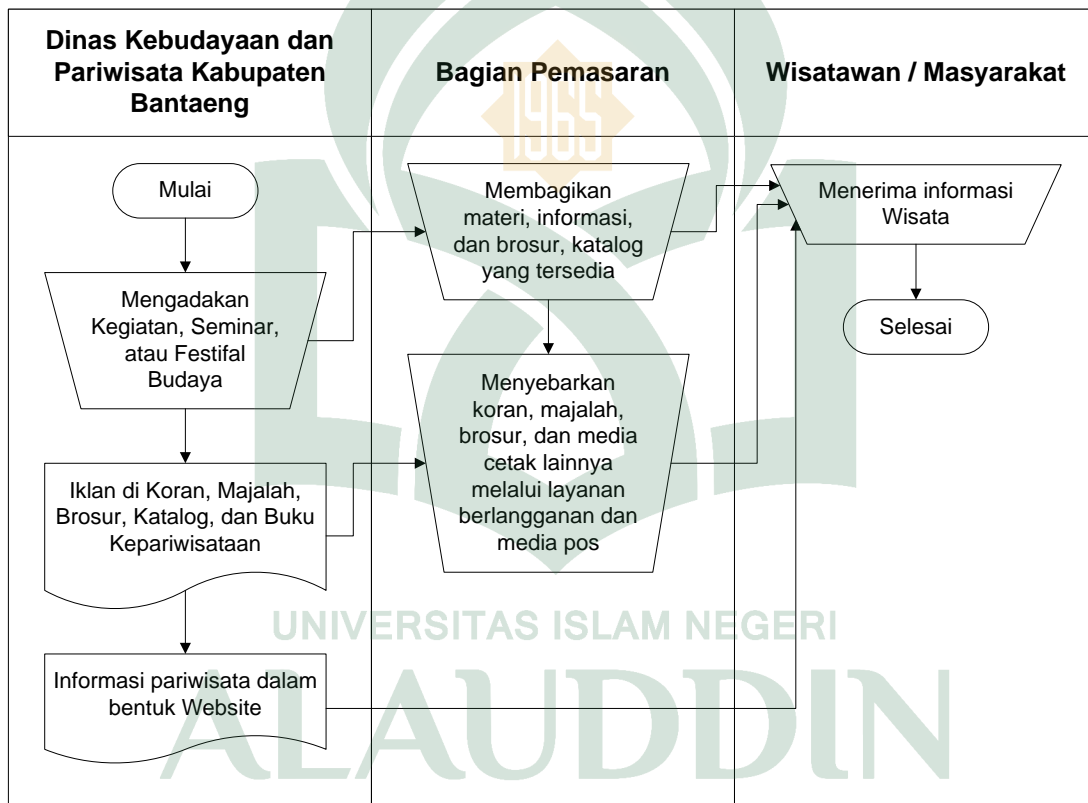 Dinas Kebudayaan dan
Pariwisata Kabupaten
Bantaeng
Bagian Pemasaran
Wisatawan / Masyarakat
Mulai
Mengadakan
Kegiatan, Seminar,
atau Festifal
Budaya
Iklan di Koran, Majalah,
Brosur, Katalog, dan Buku
Kepariwisataan
Informasi pariwisata dalam
bentuk Website
Membagikan
materi, informasi,
dan brosur, katalog
yang tersedia
Menyebarkan
koran, majalah,
brosur, dan media
cetak lainnya
melalui layanan
berlangganan dan
media pos
Menerima informasi
Wisata
Selesai
1965
UNIVERSITAS ISLAM NEGERI
ALAUDDIN